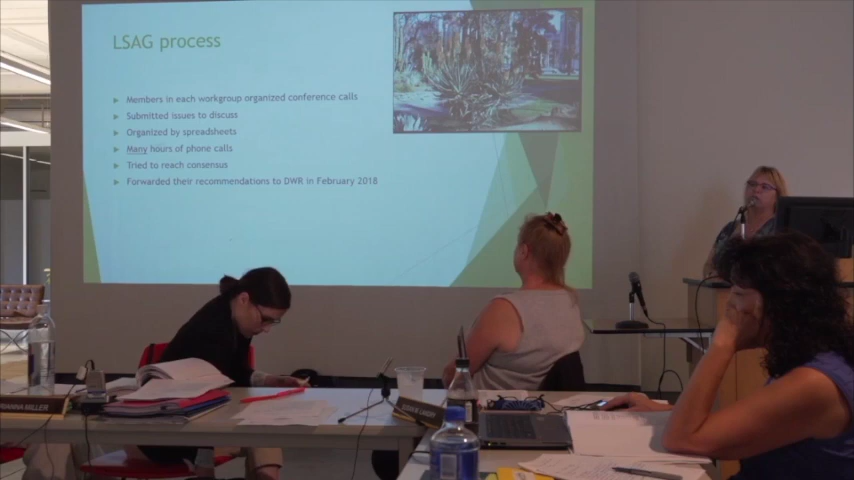 LSAG process
Members in each workgroup organized conference calls
Submitted issues to discuss
Organized by spreadsheets
Many hours of phone calls
Tried to reach consensus
Forwarded their recommendations to DWR in February 2018
MILLER